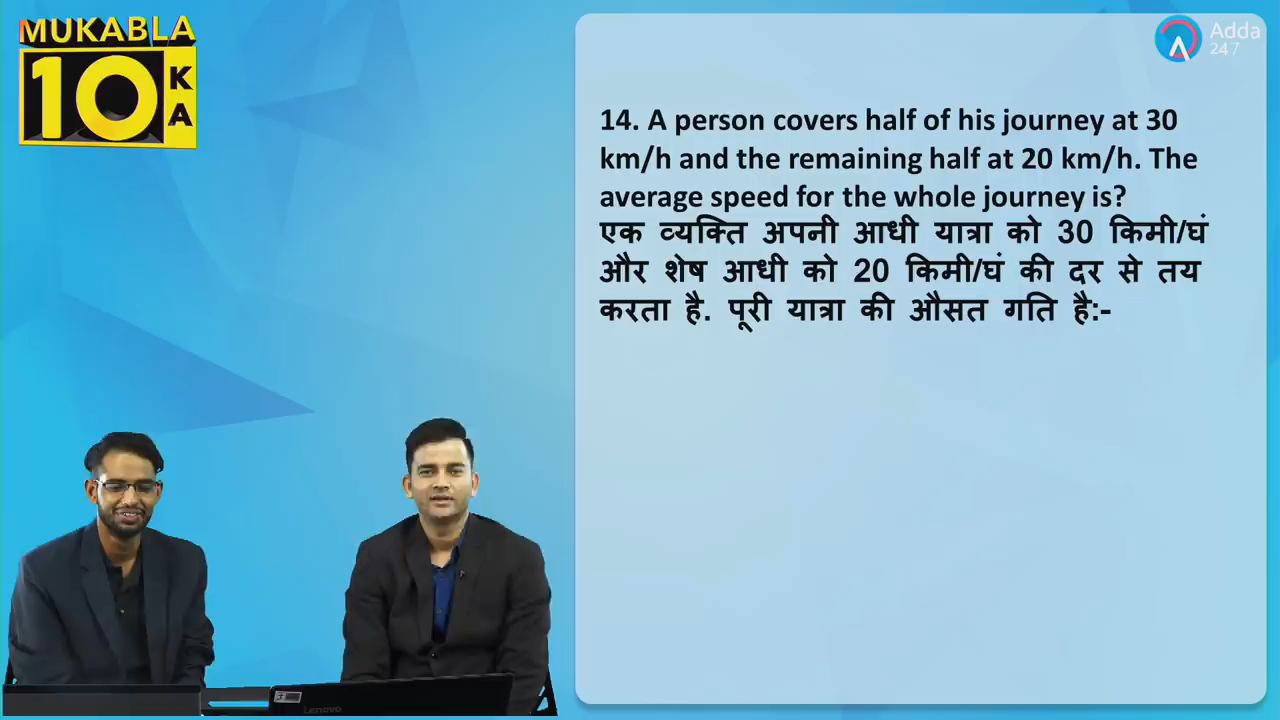 MUKABLA
10 KA
Adda
247
14. A person covers half of his journey at 30
km/h and the remaining half at 20 km/h. The
average speed for the whole journey is?
एक व्यक्ति अपनी आधी यात्रा को 30 किमी/घं
और शेष आधी को 20 किमी/घं की दर से तय
करता है. पूरी यात्रा की औसत गति है:-
Lenovo